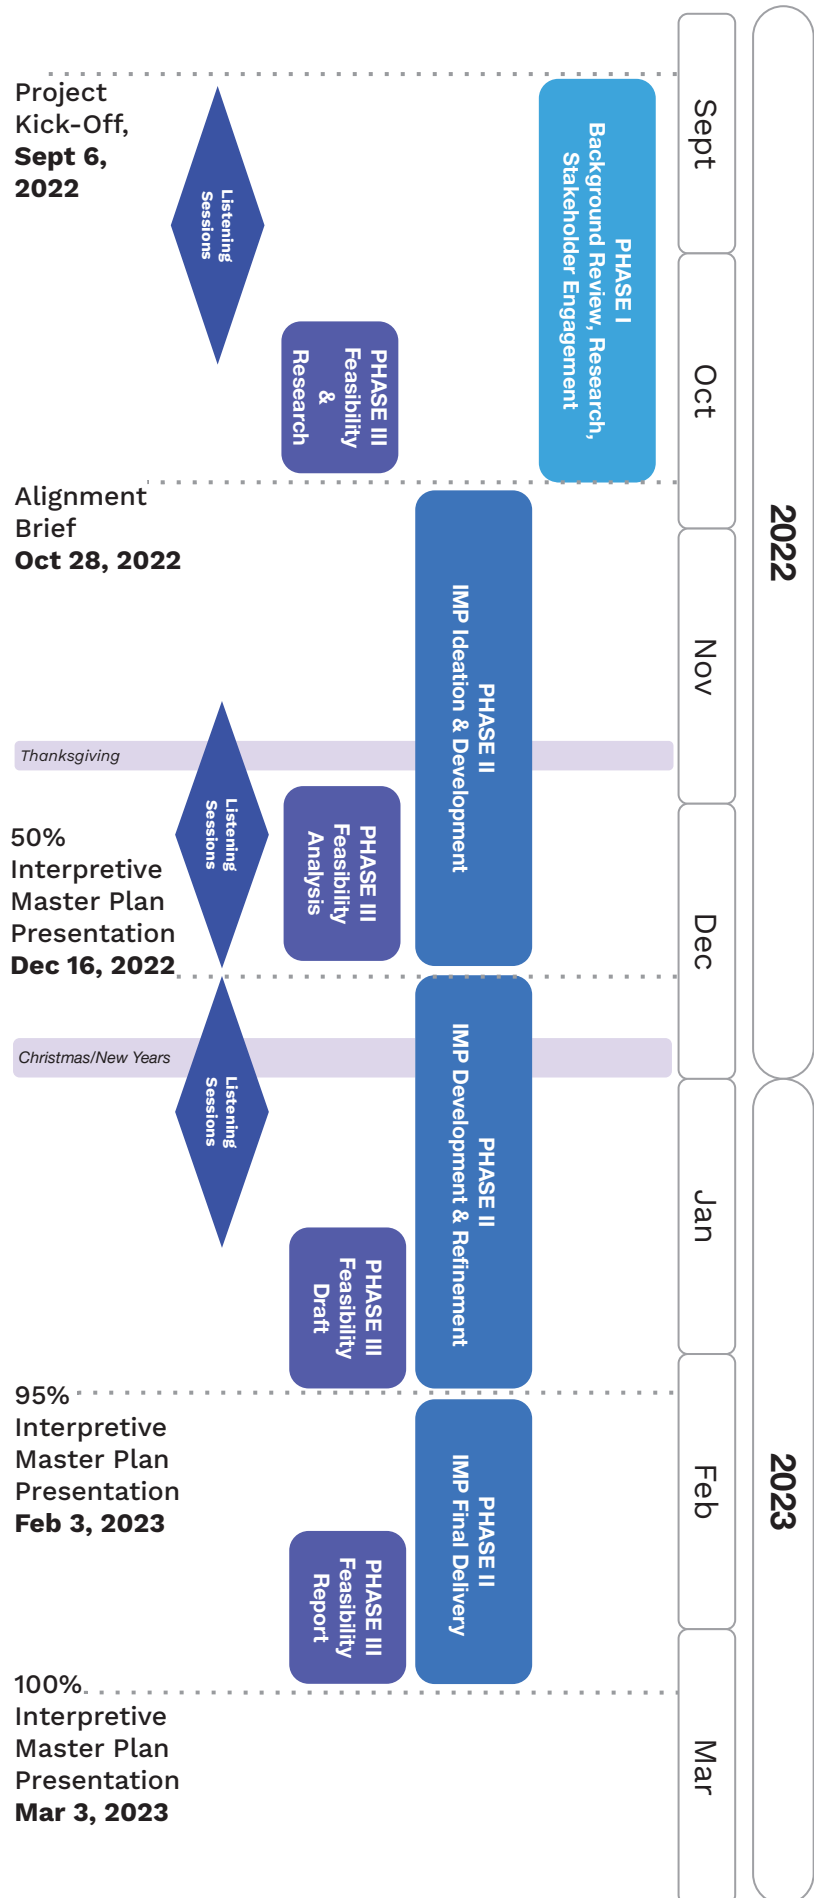 2022
2023
Sept
Oct
Nov
Dec
Jan
Feb
Mar
PHASE I
Background Review, Research,
Stakeholder Engagement
PHASE II
IMP Ideation & Development
PHASE II
IMP Development & Refinement
PHASE II
IMP Final Delivery
PHASE III
Feasibility
&
Research
PHASE III
Feasibility
Analysis
PHASE III
Feasibility
Draft
PHASE III
Feasibility
Report
Listening
Sessions
Listening
Sessions
Listening
Sessions
Thanksgiving
Christmas/New Years
Project
Kick-Off,
Sept 6,
2022
Alignment
Brief
Oct 28, 2022
50%
Interpretive
Master Plan
Presentation
Dec 16, 2022
95%
Interpretive
Master Plan
Presentation
Feb 3, 2023
100%
Interpretive
Master Plan
Presentation
Mar 3, 2023